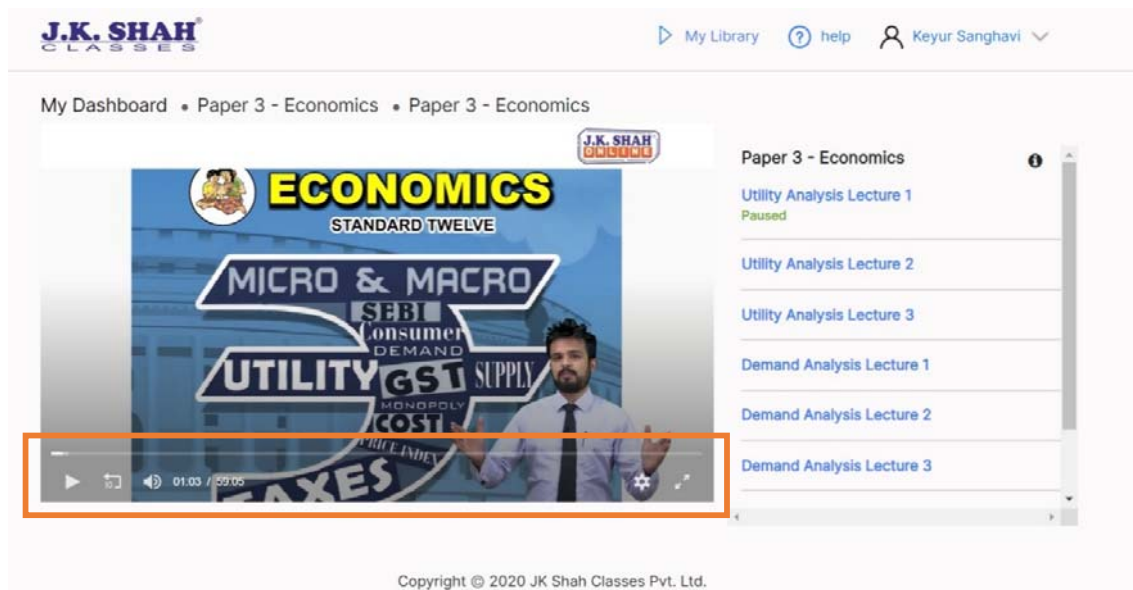 J.K. SHAH®
CLASSES
My Library
help
Keyur Sanghavi
My Dashboard • Paper 3 - Economics • Paper 3 - Economics
J.K. SHAH
ONLINE
ECONOMICS
STANDARD TWELVE
MICRO & MACRO
SEBI
Consumer
DEMAND
UTILITY GST SUPPLY
MONOPOLY
COST
PRICE INDEX
TAXES
10
01:03 / 59:05
Paper 3 - Economics
Utility Analysis Lecture 1
Paused
Utility Analysis Lecture 2
Utility Analysis Lecture 3
Demand Analysis Lecture 1
Demand Analysis Lecture 2
Demand Analysis Lecture 3
Copyright © 2020 JK Shah Classes Pvt. Ltd.